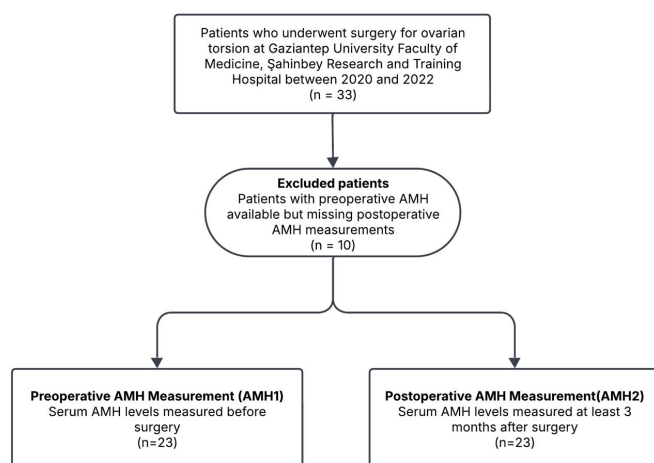 Patients who underwent surgery for ovarian
torsion at Gaziantep University Faculty of
Medicine, Şahinbey Research and Training
Hospital between 2020 and 2022
(n = 33)
Excluded patients
Patients with preoperative AMH
available but missing postoperative
AMH measurements
(n = 10)
Preoperative AMH Measurement (AMH1)
Serum AMH levels measured before
surgery
(n=23)
Postoperative AMH Measurement(AMH2)
Serum AMH levels measured at least 3
months after surgery
(n=23)